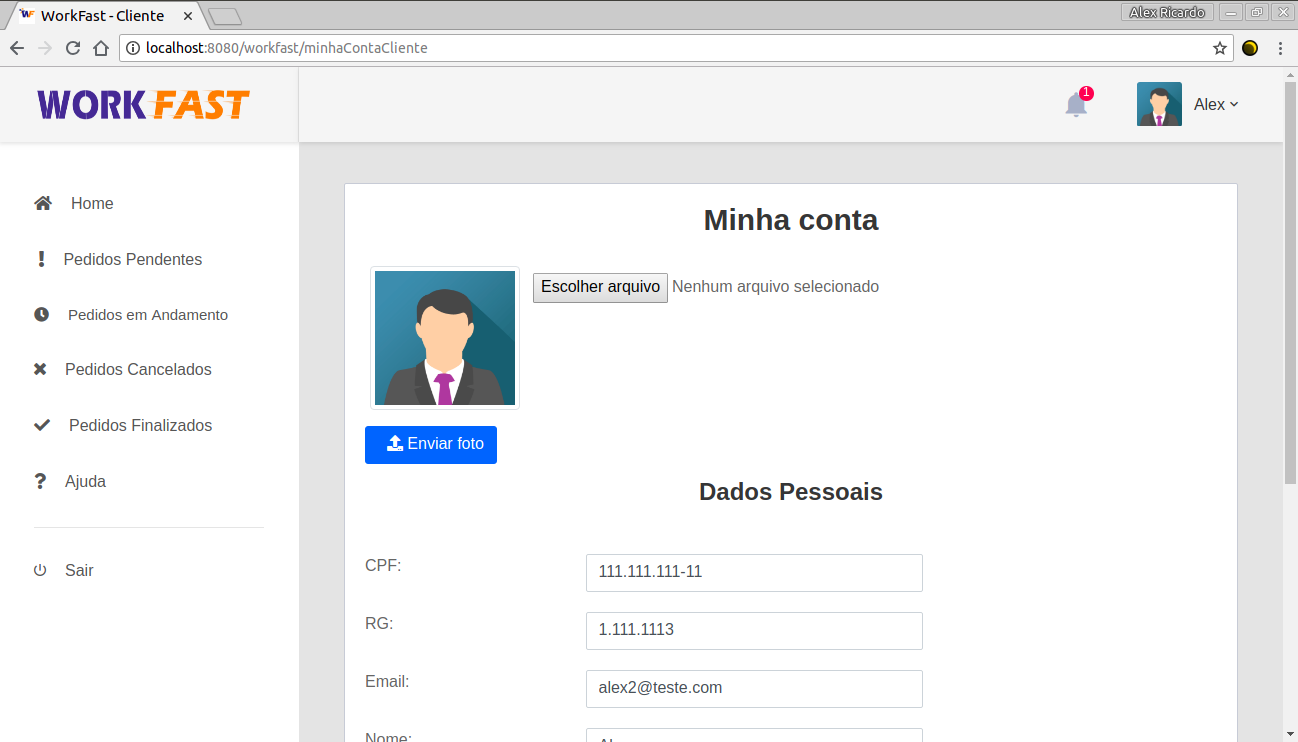 WorkFast - Cliente
Alex Ricardo
localhost:8080/workfast/minhaContaCliente
WORK FAST
1
Alex
Home
Pedidos Pendentes
Pedidos em Andamento
Pedidos Cancelados
Pedidos Finalizados
Ajuda
Sair
Minha conta
Escolher arquivo Nenhum arquivo selecionado
Enviar foto
Dados Pessoais
CPF: 111.111.111-11
RG: 1.111.1113
Email: alex2@teste.com
Nome: